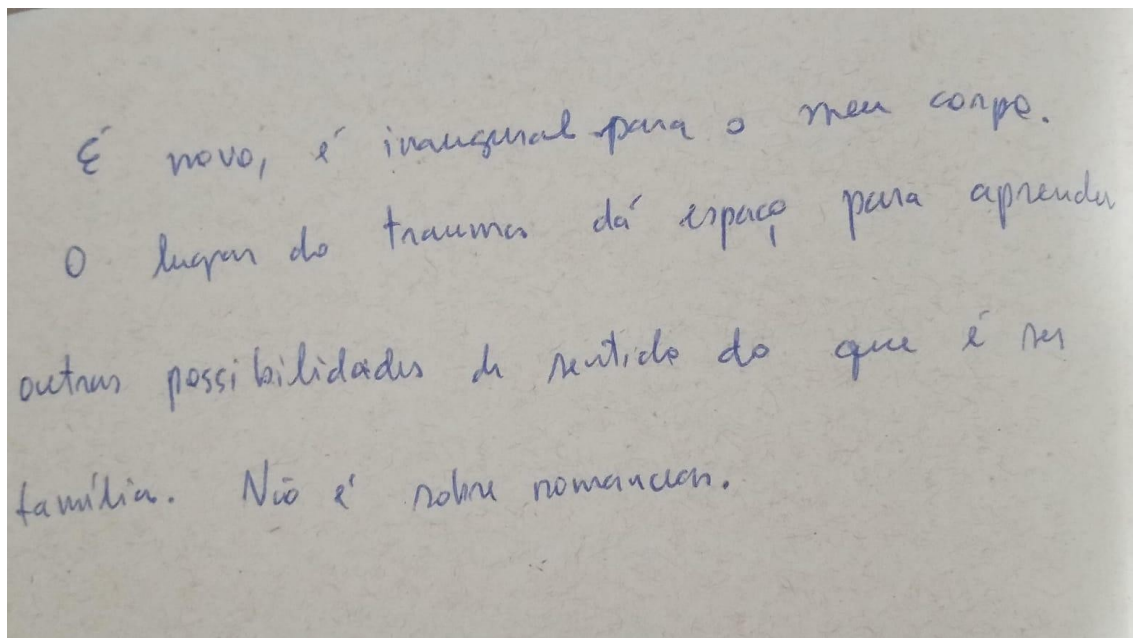 É novo, é inaugural para o meu corpo.
O lugar do trauma dá espaço para aprender
outras possibilidades de sentido do que é ser
família. Não é sobre romancear.